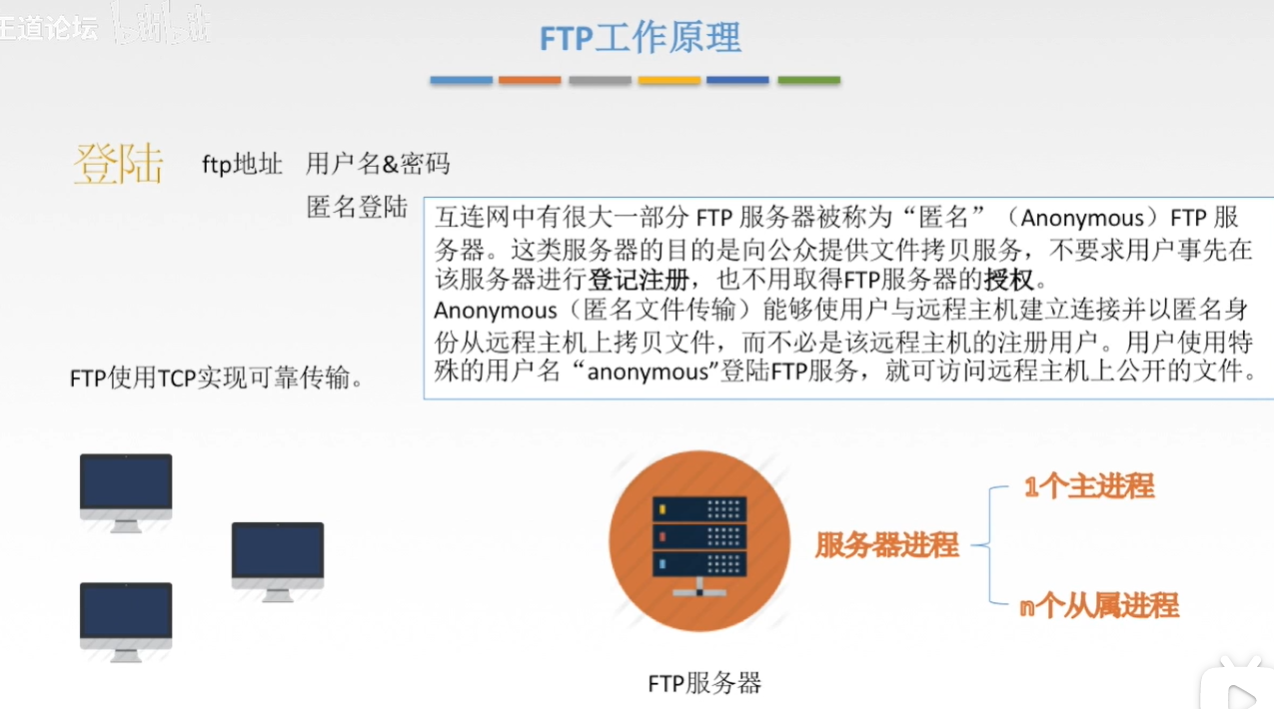 王道论坛 bilibili
FTP工作原理
登陆 ftp地址 用户名&密码
匿名登陆
互连网中有很大一部分 FTP 服务器被称为“匿名”（Anonymous）FTP 服
务器。这类服务器的目的是向公众提供文件拷贝服务，不要求用户事先在
该服务器进行登记注册，也不用取得FTP服务器的授权。
Anonymous（匿名文件传输）能够使用户与远程主机建立连接并以匿名身
份从远程主机上拷贝文件，而不必是该远程主机的注册用户。用户使用特
殊的用户名“anonymous”登陆FTP服务，就可访问远程主机上公开的文件。
FTP使用TCP实现可靠传输。
1个主进程
服务器进程
n个从属进程
FTP服务器